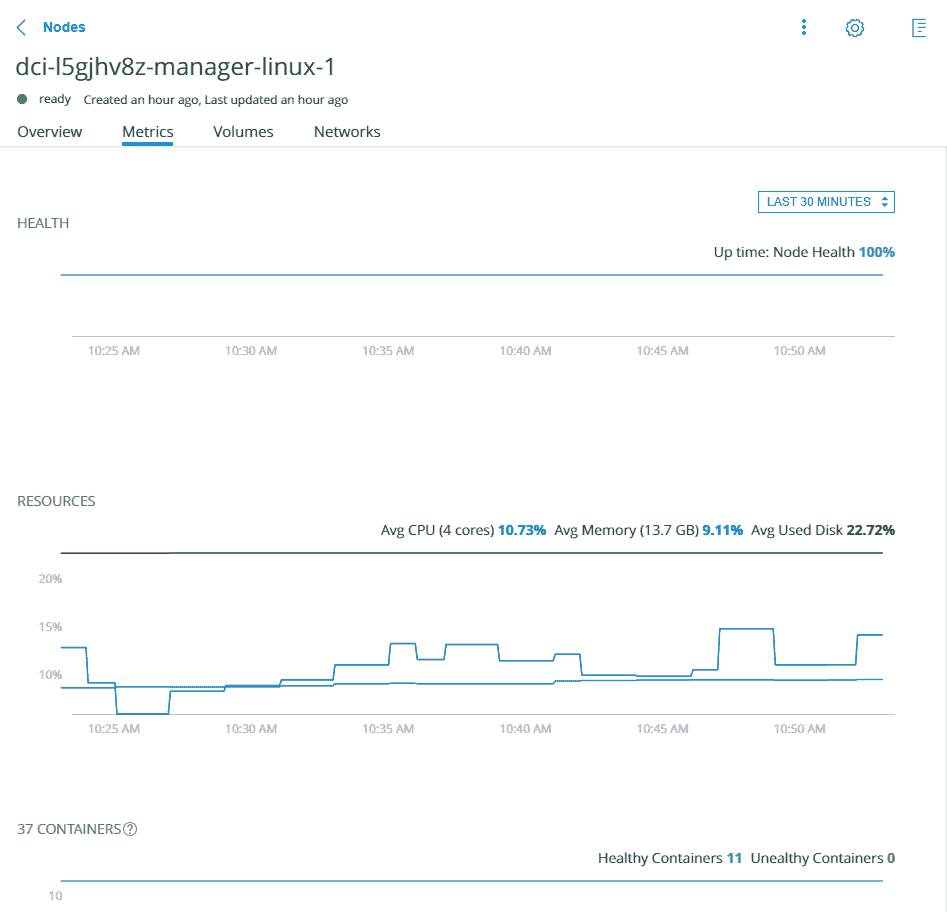 Nodes
dci-l5gjhv8z-manager-linux-1
ready Created an hour ago, Last updated an hour ago
Overview Metrics Volumes Networks
LAST 30 MINUTES
HEALTH
Up time: Node Health 100%
10:25 AM 10:30 AM 10:35 AM 10:40 AM 10:45 AM 10:50 AM
RESOURCES
Avg CPU (4 cores) 10.73% Avg Memory (13.7 GB) 9.11% Avg Used Disk 22.72%
20%
15%
10%
10:25 AM 10:30 AM 10:35 AM 10:40 AM 10:45 AM 10:50 AM
37 CONTAINERS ?
Healthy Containers 11 Unealthy Containers 0
10